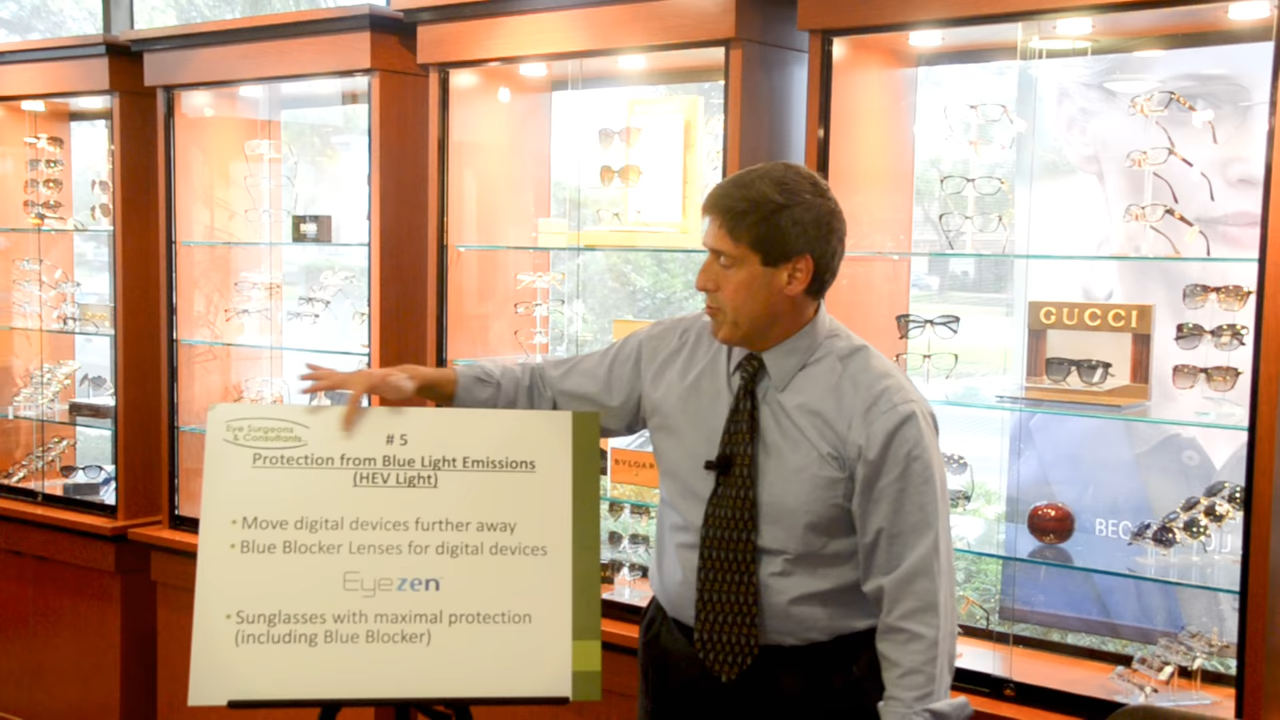 Eye Surgeons
& Consultants
# 5
Protection from Blue Light Emissions
(HEV Light)
• Move digital devices further away
• Blue Blocker Lenses for digital devices
Eyezen
• Sunglasses with maximal protection
(including Blue Blocker)
GUCCI
BVLGARI
BEC